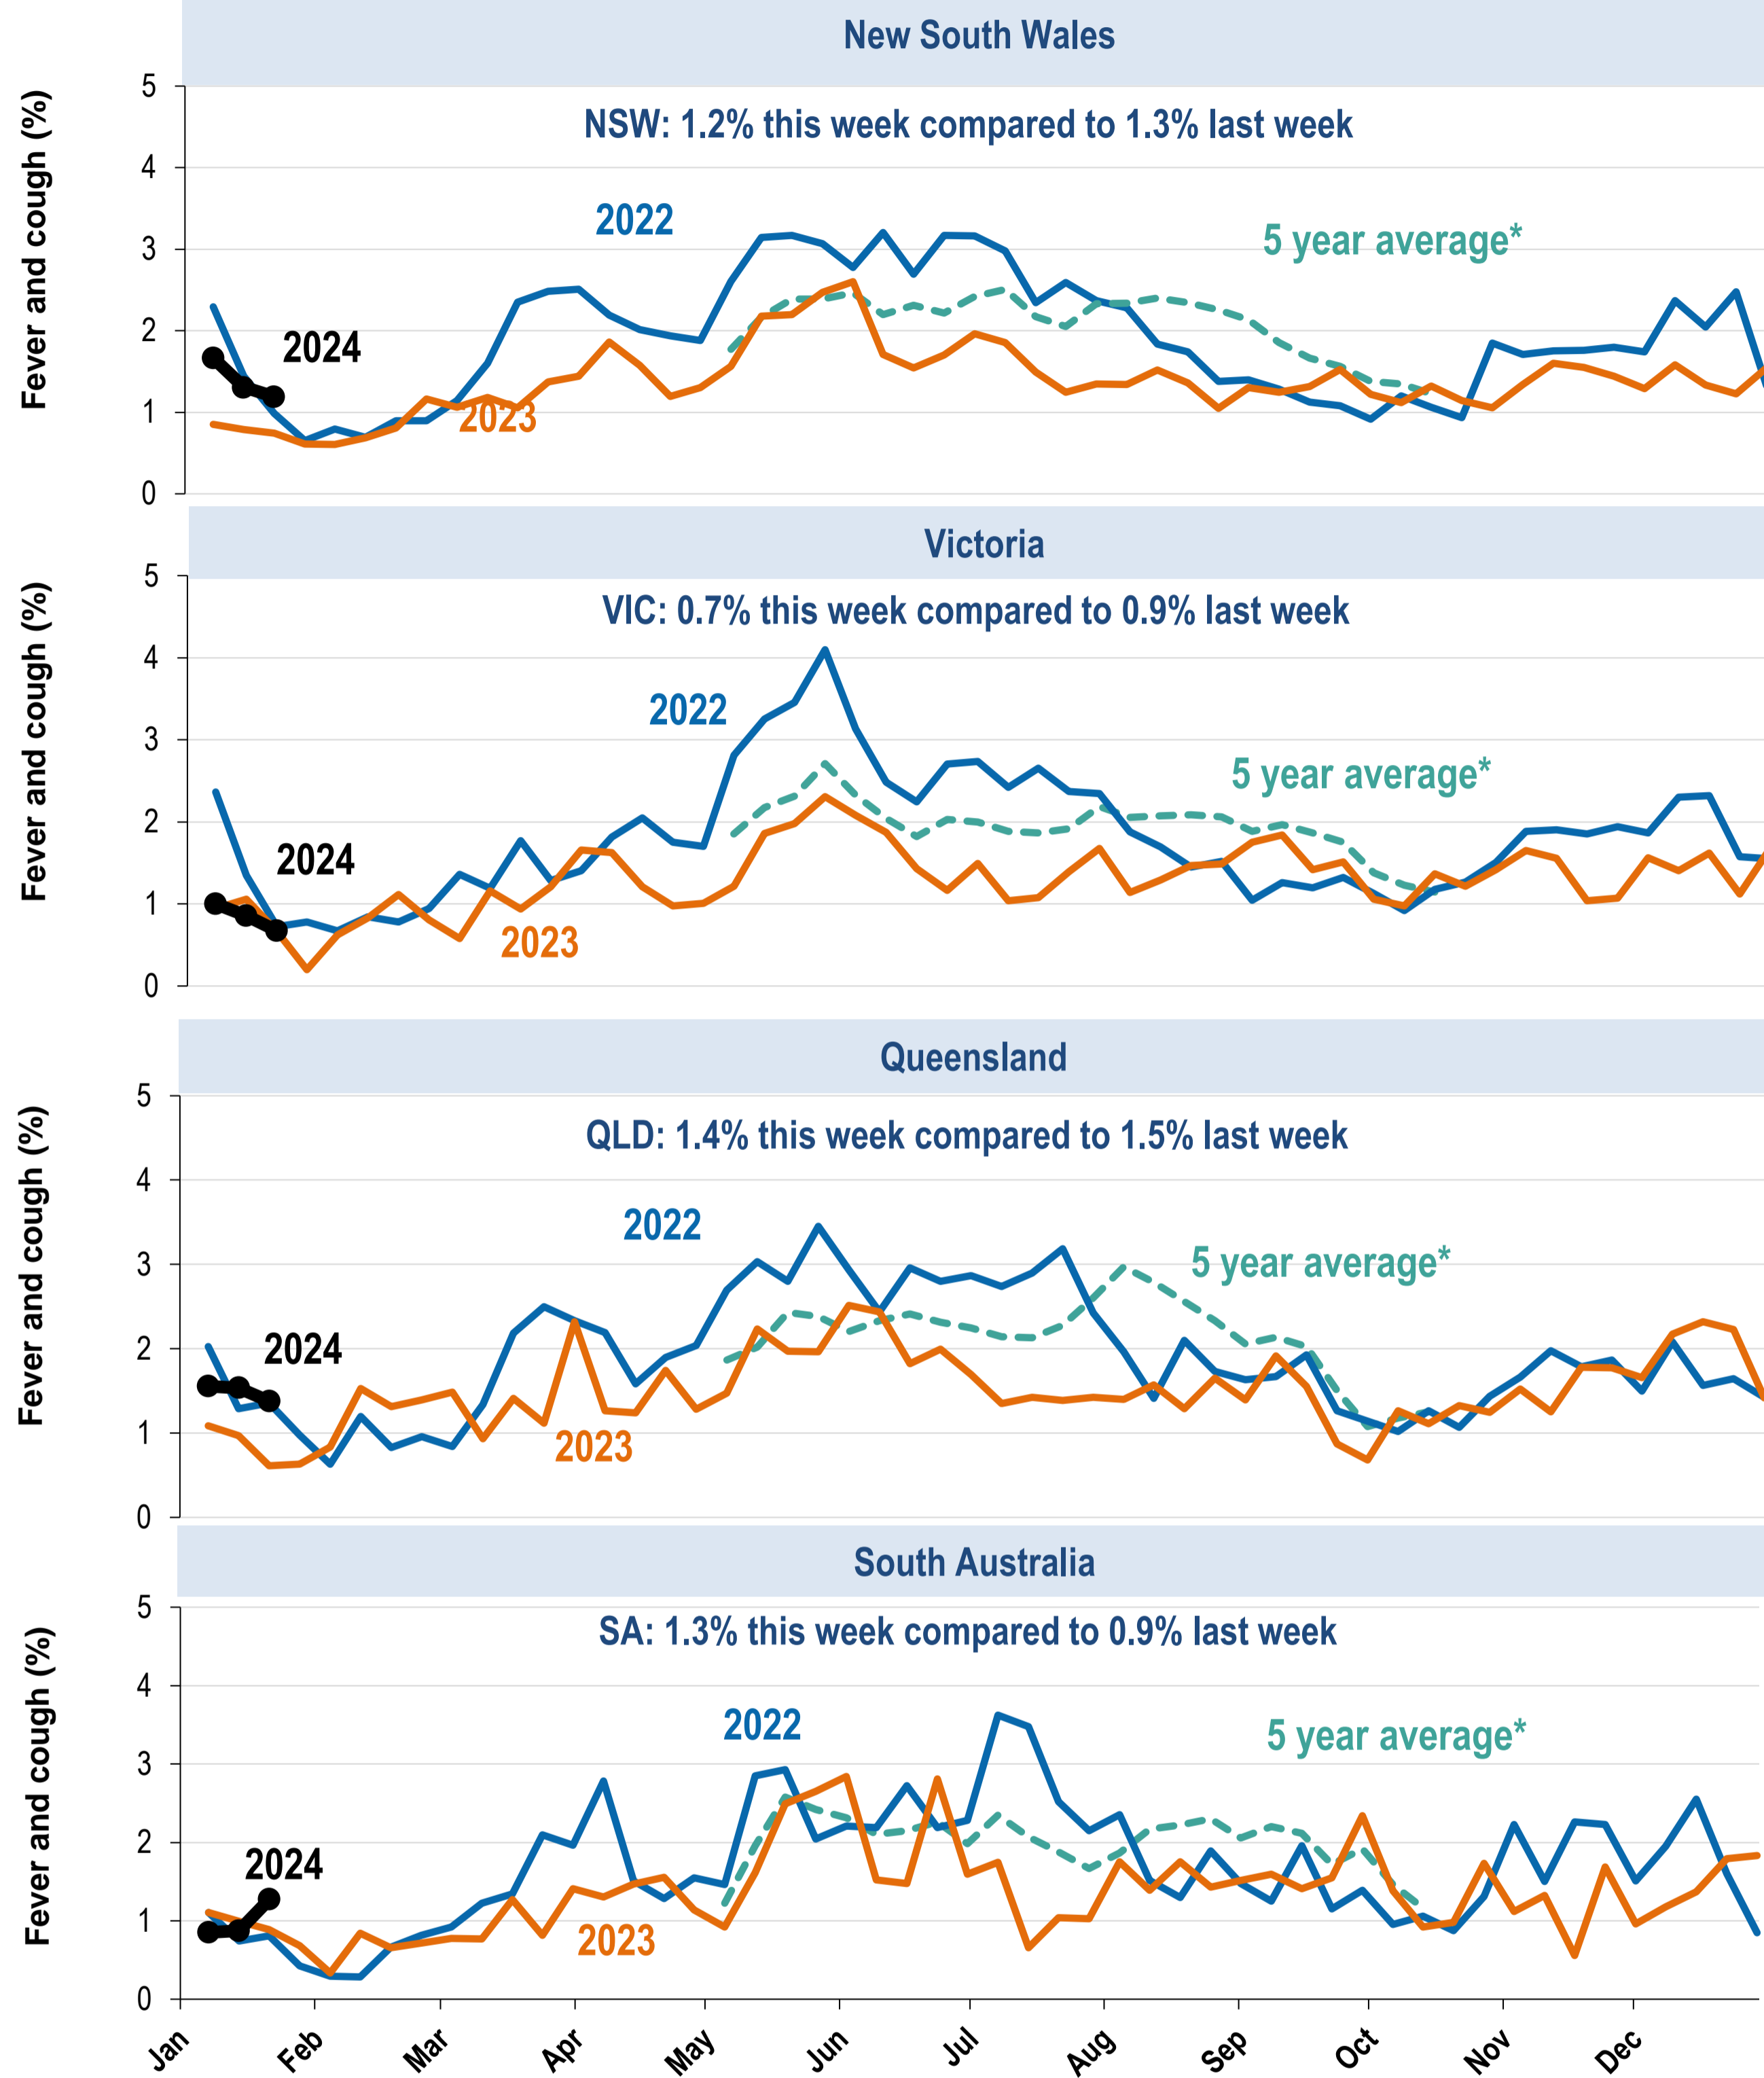 New South Wales
Fever and cough (%)
5
4
3
2
1
0
NSW: 1.2% this week compared to 1.3% last week
2022
5 year average*
2024
2023
Victoria
Fever and cough (%)
5
4
3
2
1
0
VIC: 0.7% this week compared to 0.9% last week
2022
5 year average*
2024
2023
Queensland
Fever and cough (%)
5
4
3
2
1
0
QLD: 1.4% this week compared to 1.5% last week
2022
5 year average*
2024
2023
South Australia
Fever and cough (%)
5
4
3
2
1
0
SA: 1.3% this week compared to 0.9% last week
2022
5 year average*
2024
2023
Jan Feb Mar Apr May Jun Jul Aug Sep Oct Nov Dec